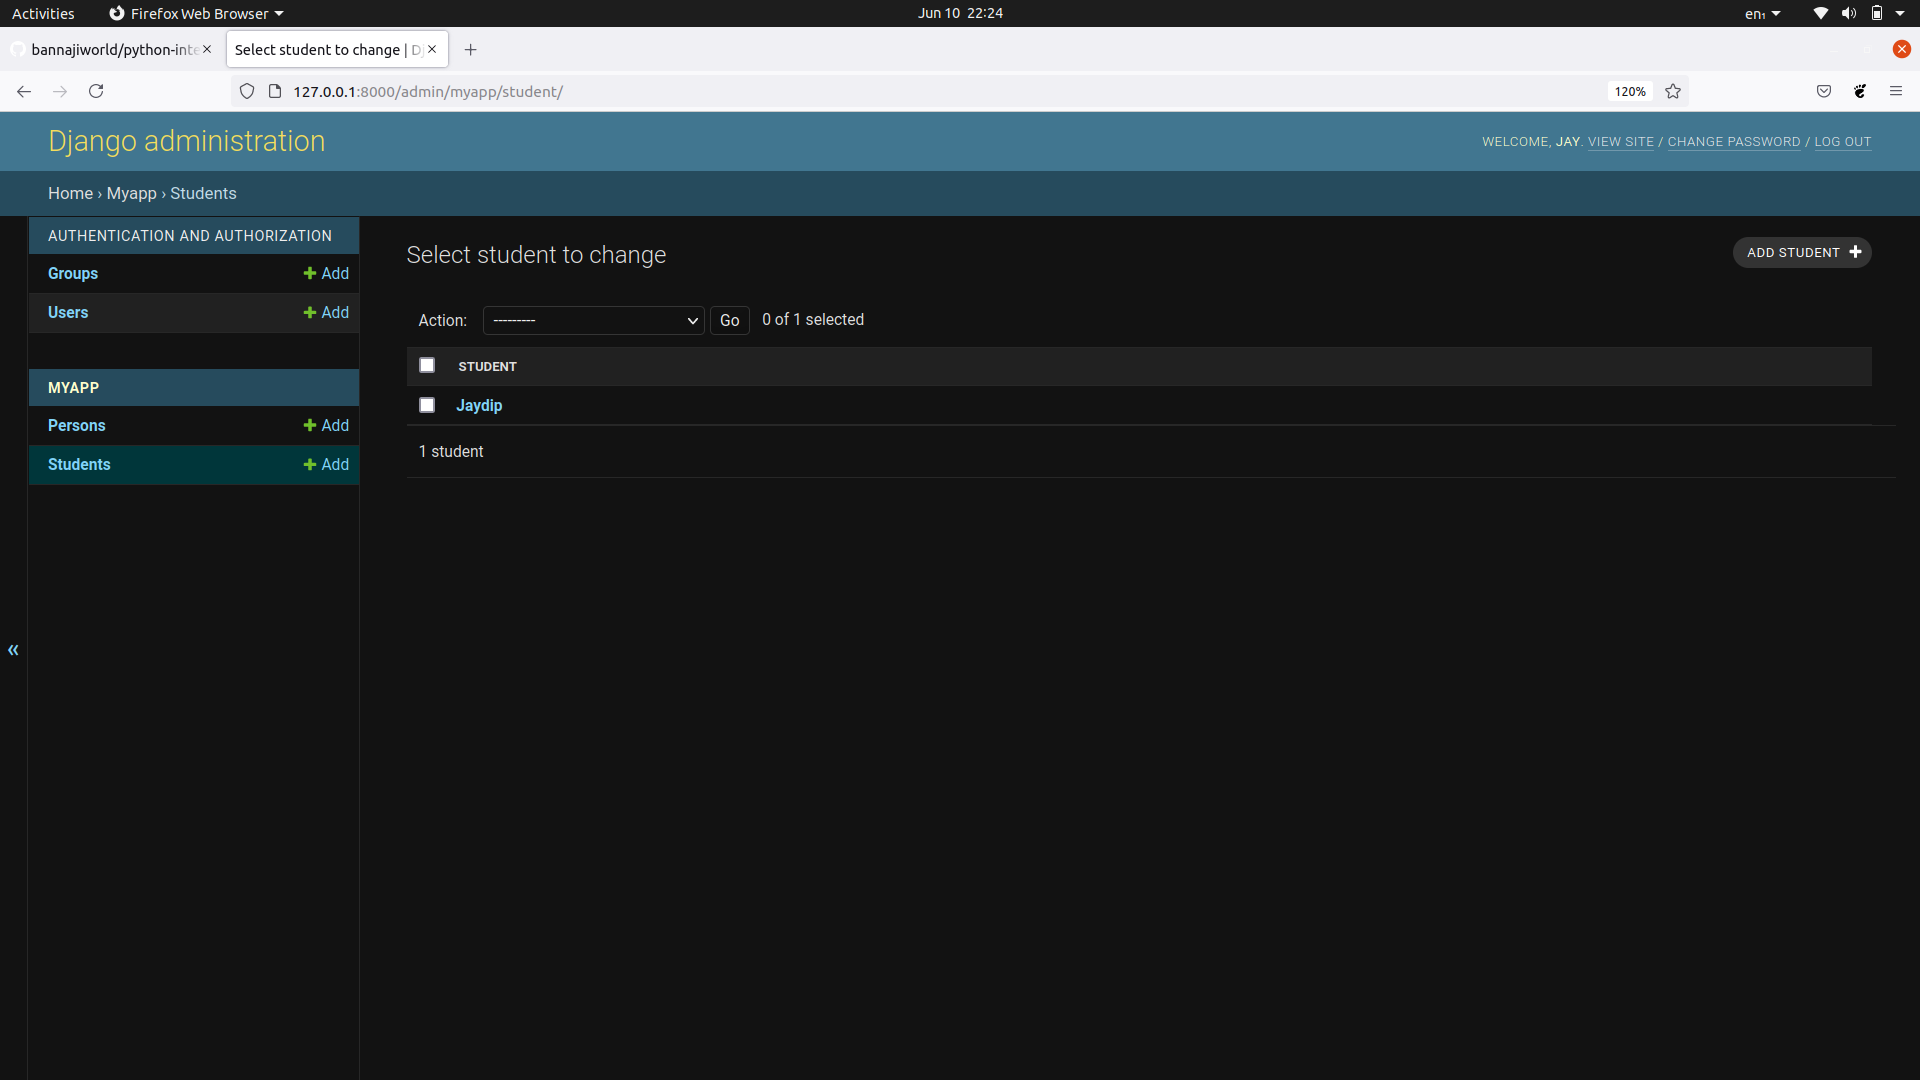 Activities
Firefox Web Browser
Jun 10 22:24
en₁
bannajiworld/python-inte
Select student to change | Dj
127.0.0.1:8000/admin/myapp/student/
120%
Django administration
WELCOME, JAY. VIEW SITE / CHANGE PASSWORD / LOG OUT
Home › Myapp › Students
AUTHENTICATION AND AUTHORIZATION
Groups
Add
Users
Add
MYAPP
Persons
Add
Students
Add
«
Select student to change
ADD STUDENT
Action:
---------
Go
0 of 1 selected
STUDENT
Jaydip
1 student